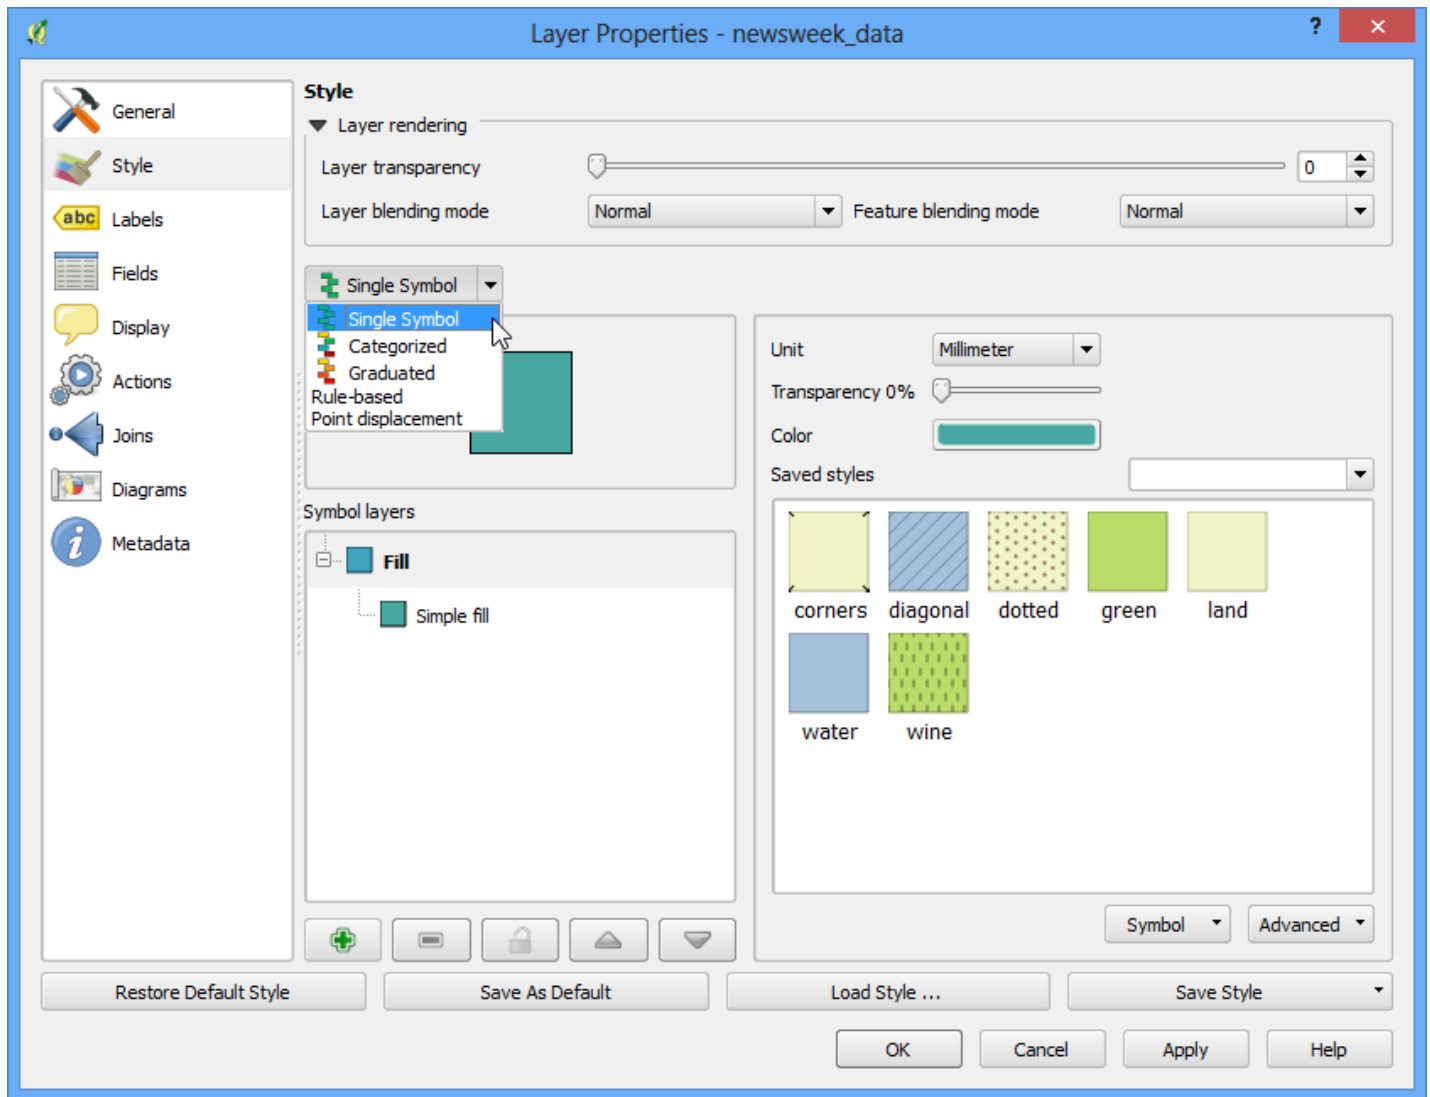 Layer Properties - newsweek_data
?
General
Style
abc Labels
Fields
Display
Actions
Joins
Diagrams
i Metadata
Style
Layer rendering
Layer transparency 0
Layer blending mode Normal Feature blending mode Normal
Single Symbol
Single Symbol
Categorized
Graduated
Rule-based
Point displacement
Symbol layers
Fill
Simple fill
Unit Millimeter
Transparency 0%
Color
Saved styles
corners diagonal dotted green land
water wine
Symbol Advanced
Restore Default Style Save As Default Load Style ... Save Style
OK Cancel Apply Help